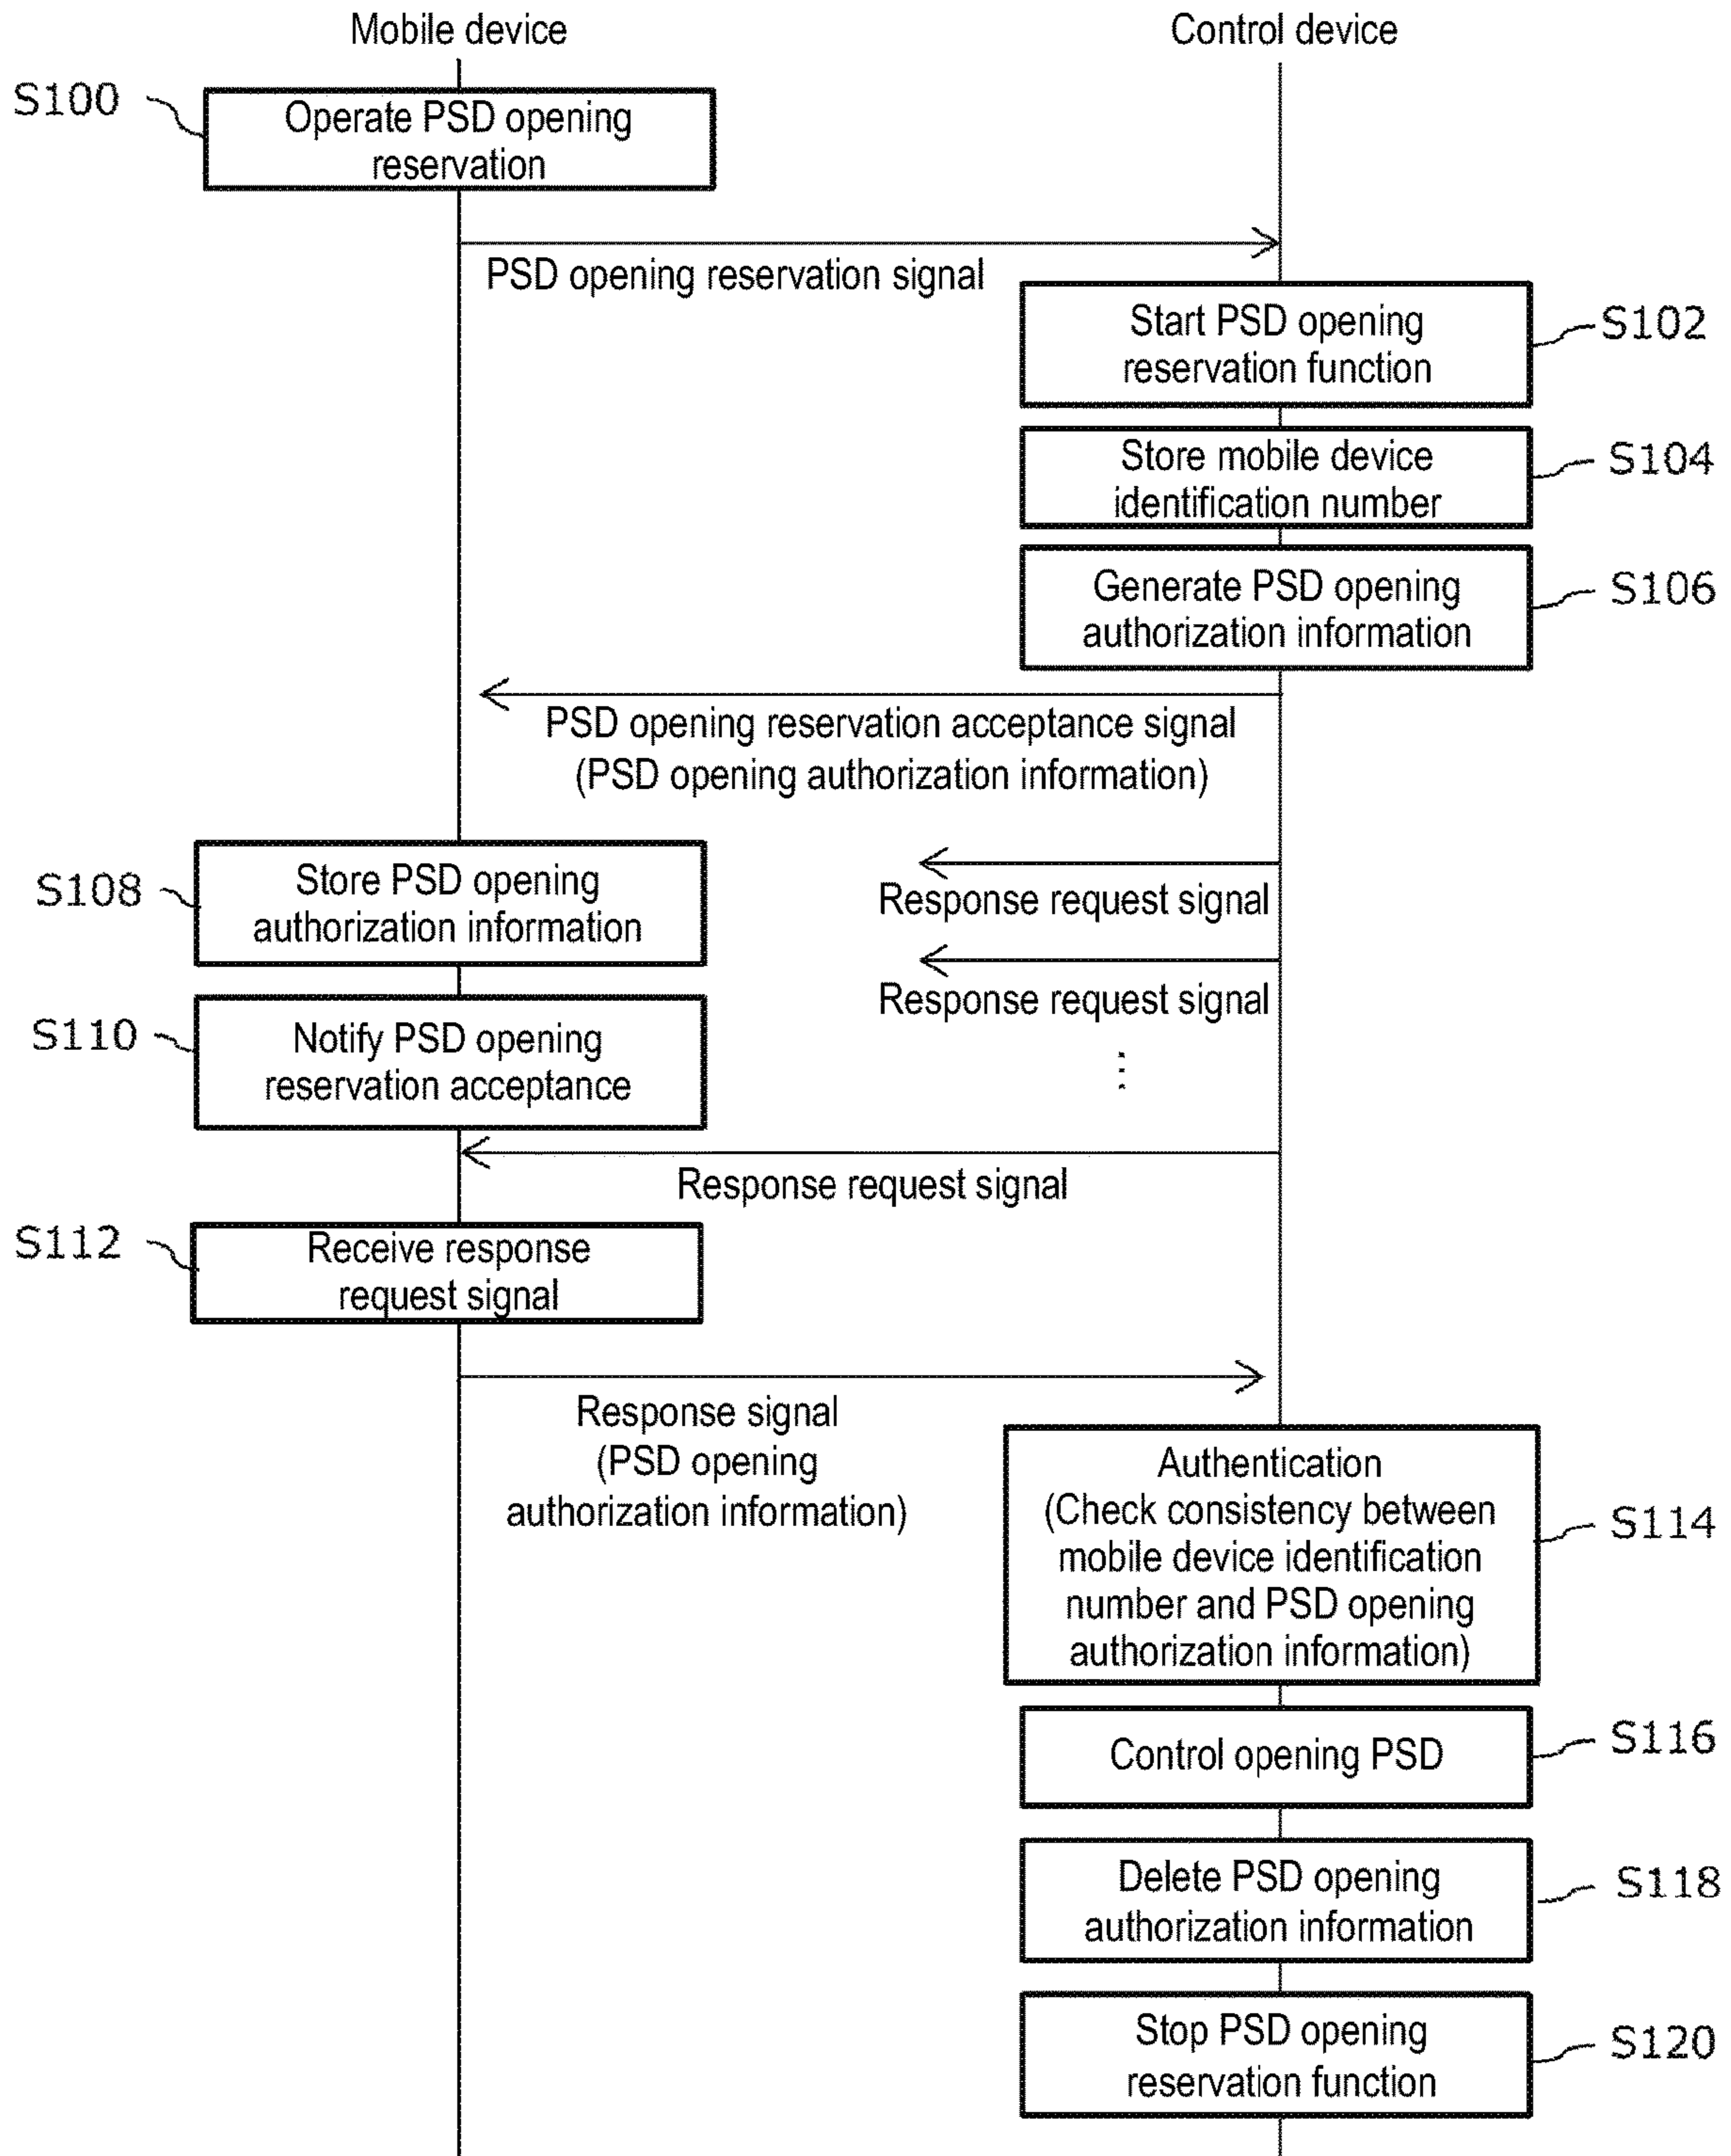 Mobile device
Control device
S100
Operate PSD opening
reservation
PSD opening reservation signal
Start PSD opening
reservation function
S102
Store mobile device
identification number
S104
Generate PSD opening
authorization information
S106
PSD opening reservation acceptance signal
(PSD opening authorization information)
S108
Store PSD opening
authorization information
Response request signal
Response request signal
S110
Notify PSD opening
reservation acceptance
Response request signal
S112
Receive response
request signal
Response signal
(PSD opening
authorization information)
Authentication
(Check consistency between
mobile device identification
number and PSD opening
authorization information)
S114
Control opening PSD
S116
Delete PSD opening
authorization information
S118
Stop PSD opening
reservation function
S120